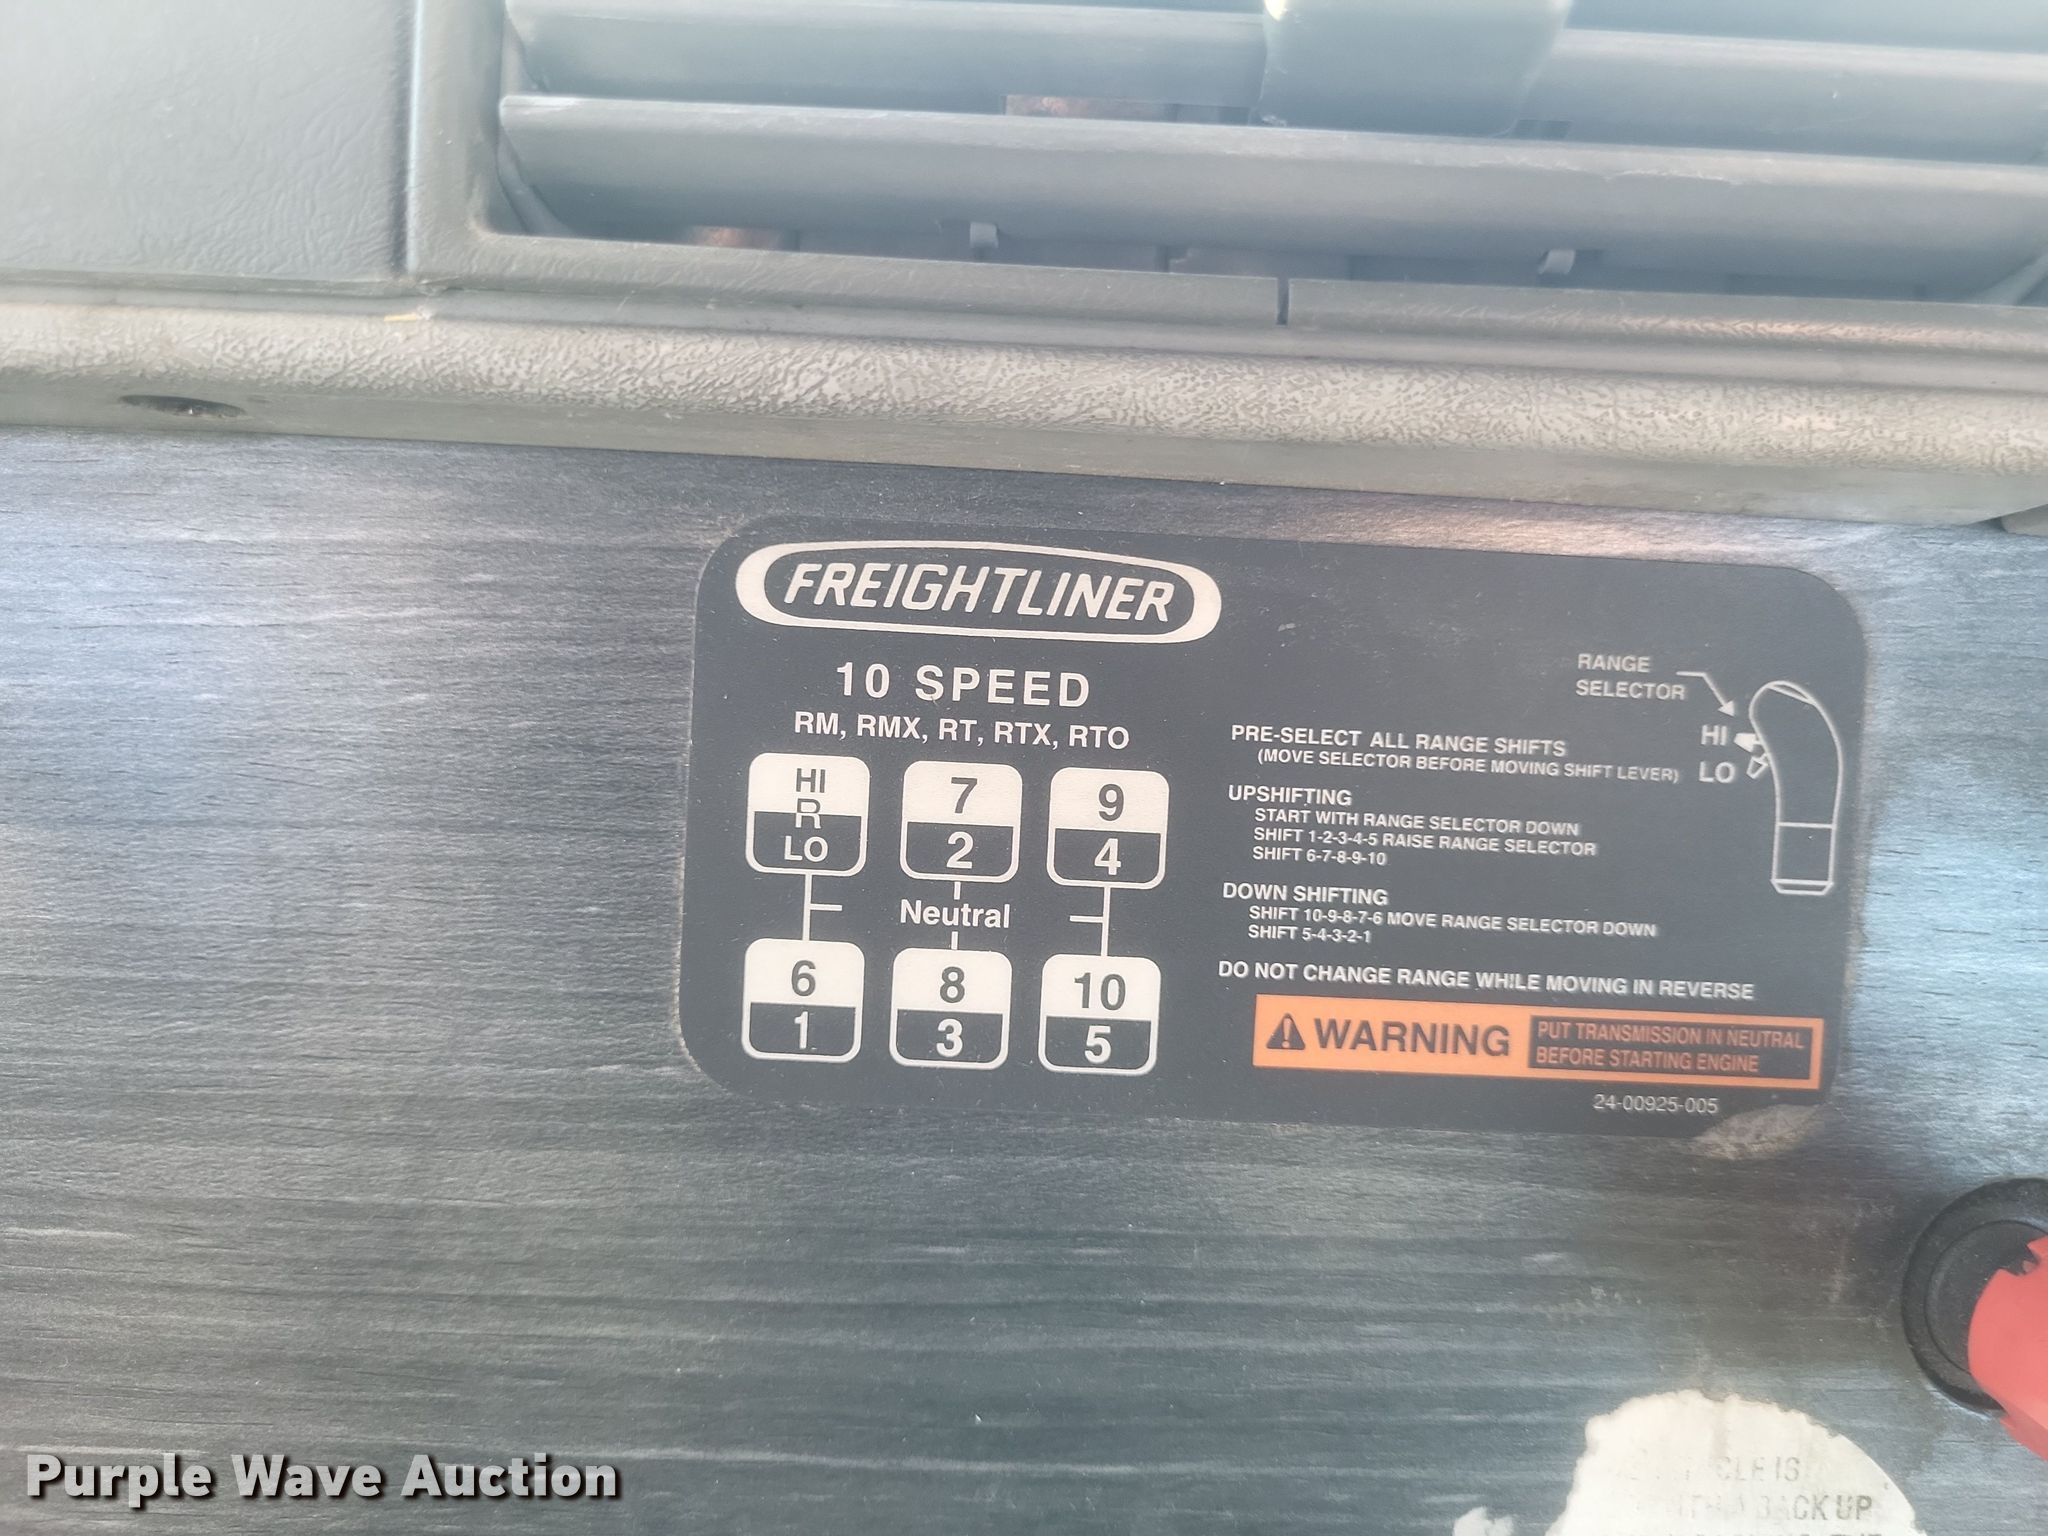 FREIGHTLINER
10 SPEED
RM, RMX, RT, RTX, RTO
HI
R
LO
7
2
9
4
Neutral
6
1
8
3
10
5
RANGE
SELECTOR
HI
LO
PRE-SELECT ALL RANGE SHIFTS
(MOVE SELECTOR BEFORE MOVING SHIFT LEVER)
UPSHIFTING
START WITH RANGE SELECTOR DOWN
SHIFT 1-2-3-4-5 RAISE RANGE SELECTOR
SHIFT 6-7-8-9-10
DOWN SHIFTING
SHIFT 10-9-8-7-6 MOVE RANGE SELECTOR DOWN
SHIFT 5-4-3-2-1
DO NOT CHANGE RANGE WHILE MOVING IN REVERSE
WARNING
PUT TRANSMISSION IN NEUTRAL
BEFORE STARTING ENGINE
24-00925-005
IS
BACK UP
Purple Wave Auction